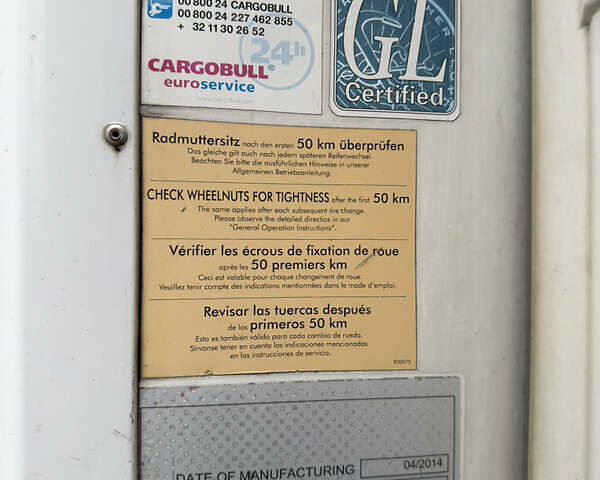 00 800 24 CARGOBULL
00 800 24 227 462 855
+ 32 11 30 26 52
24h
CARGOBULL®
euroservice
www.cargobull.com
GL
Certified
Radmuttersitz nach den ersten 50 km überprüfen
Das gleiche gilt auch nach jedem späteren Reifenwechsel.
Beachten Sie bitte die ausführlichen Hinweise in unserer
Allgemeinen Betriebsanleitung.
CHECK WHEELNUTS FOR TIGHTNESS after the first 50 km
The same applies after each subsequent tire change.
Please observe the detailed directios in our
"General Operation Instructions".
Vérifier les écrous de fixation de roue
après les 50 premiers km
Ceci est valable pour chaque changement de roue.
Veuillez tenir compte des indications mentionnées dans le mode d'emploi.
Revisar las tuercas después
de los primeros 50 km
Esto es también válido para cada cambio de rueda.
Sírvanse tener en cuenta las indicaciones mencionadas
en las instrucciones de servicio.
DATE OF MANUFACTURING 04/2014